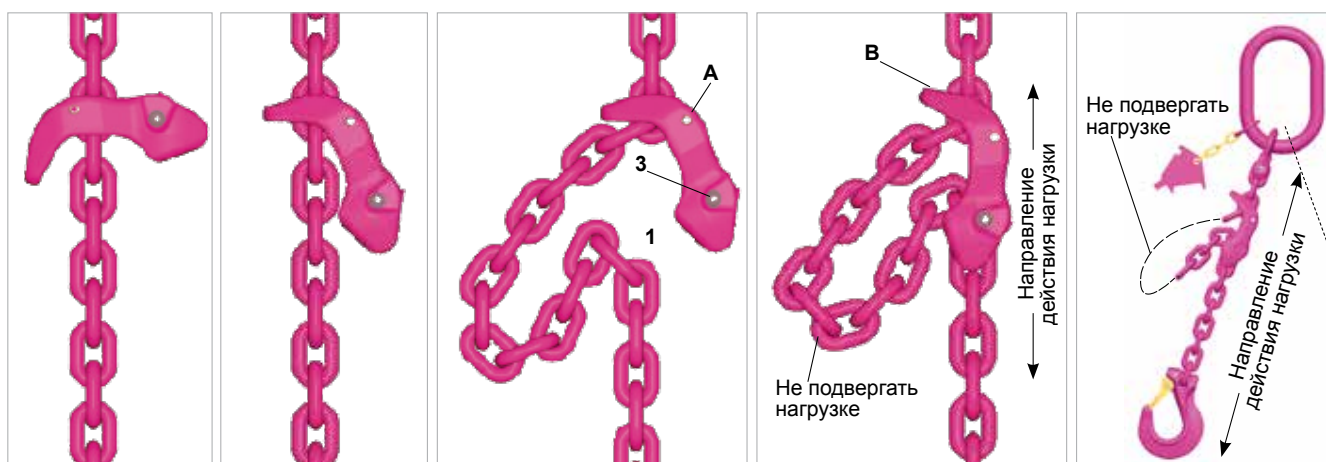 A
3
1
B
Направление
действия нагрузки
Не подвергать
нагрузке
Не подвергать
нагрузке
Направление
действия нагрузки